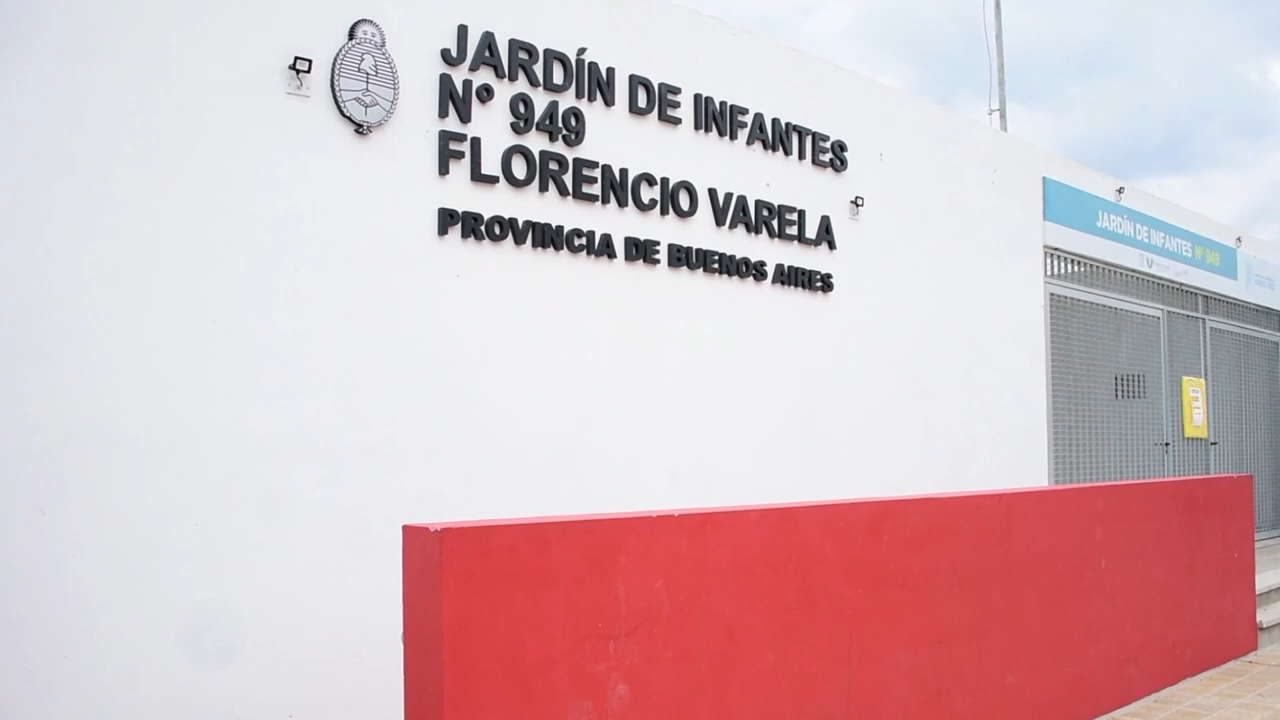 JARDÍN DE INFANTES
N° 949
FLORENCIO VARELA
PROVINCIA DE BUENOS AIRES
JARDÍN DE INFANTES N° 949